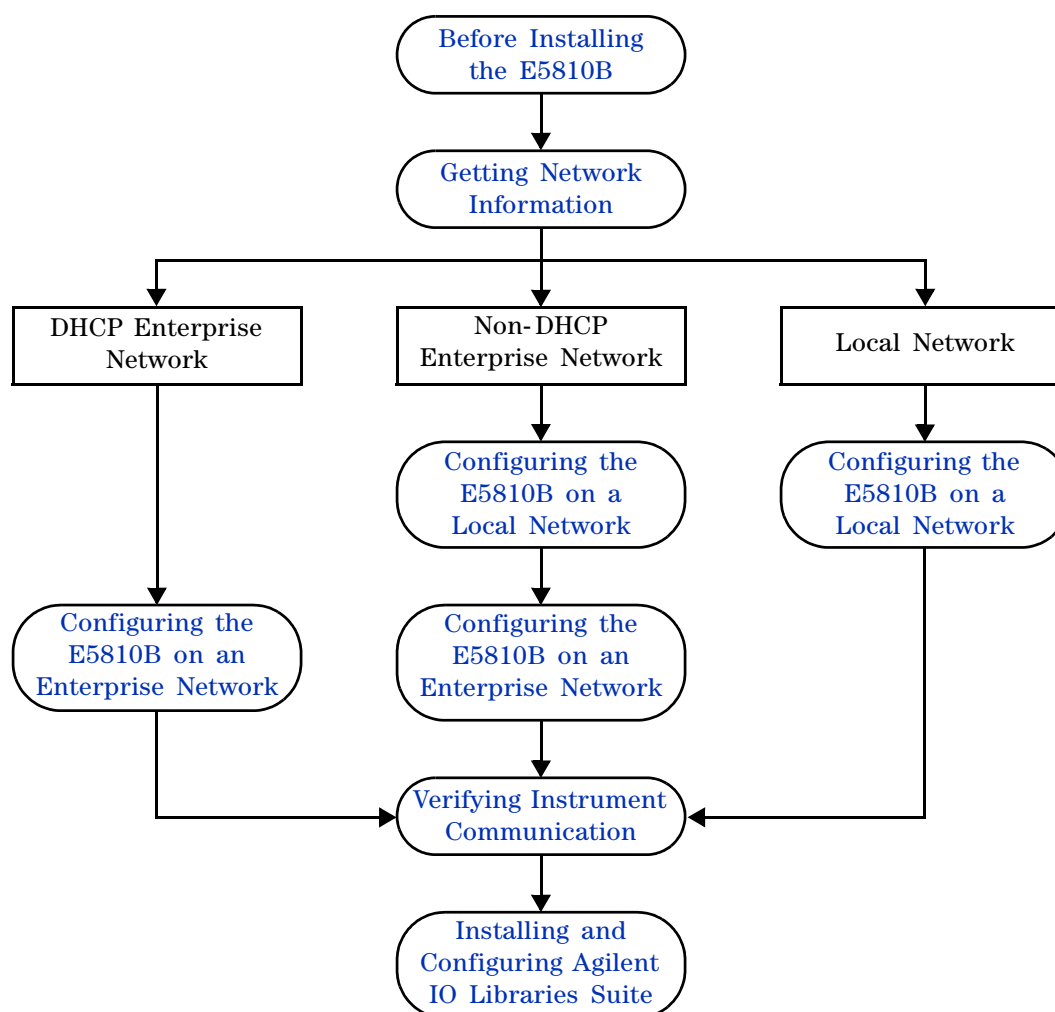 Before Installing
the E5810B
Getting Network
Information
DHCP Enterprise
Network
Non-DHCP
Enterprise Network
Local Network
Configuring the
E5810B on a
Local Network
Configuring the
E5810B on a
Local Network
Configuring the
E5810B on an
Enterprise Network
Configuring the
E5810B on an
Enterprise Network
Verifying Instrument
Communication
Installing and
Configuring Agilent
IO Libraries Suite